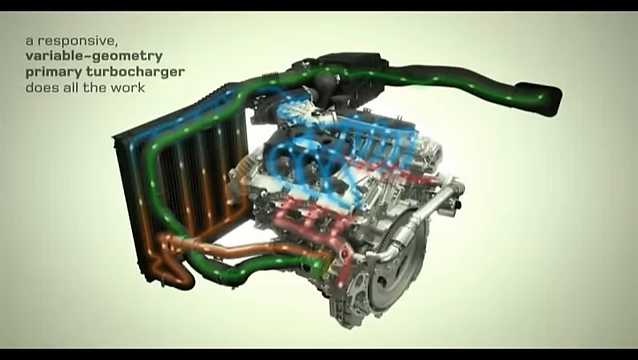 a responsive,
variable-geometry
primary turbocharger
does all the work